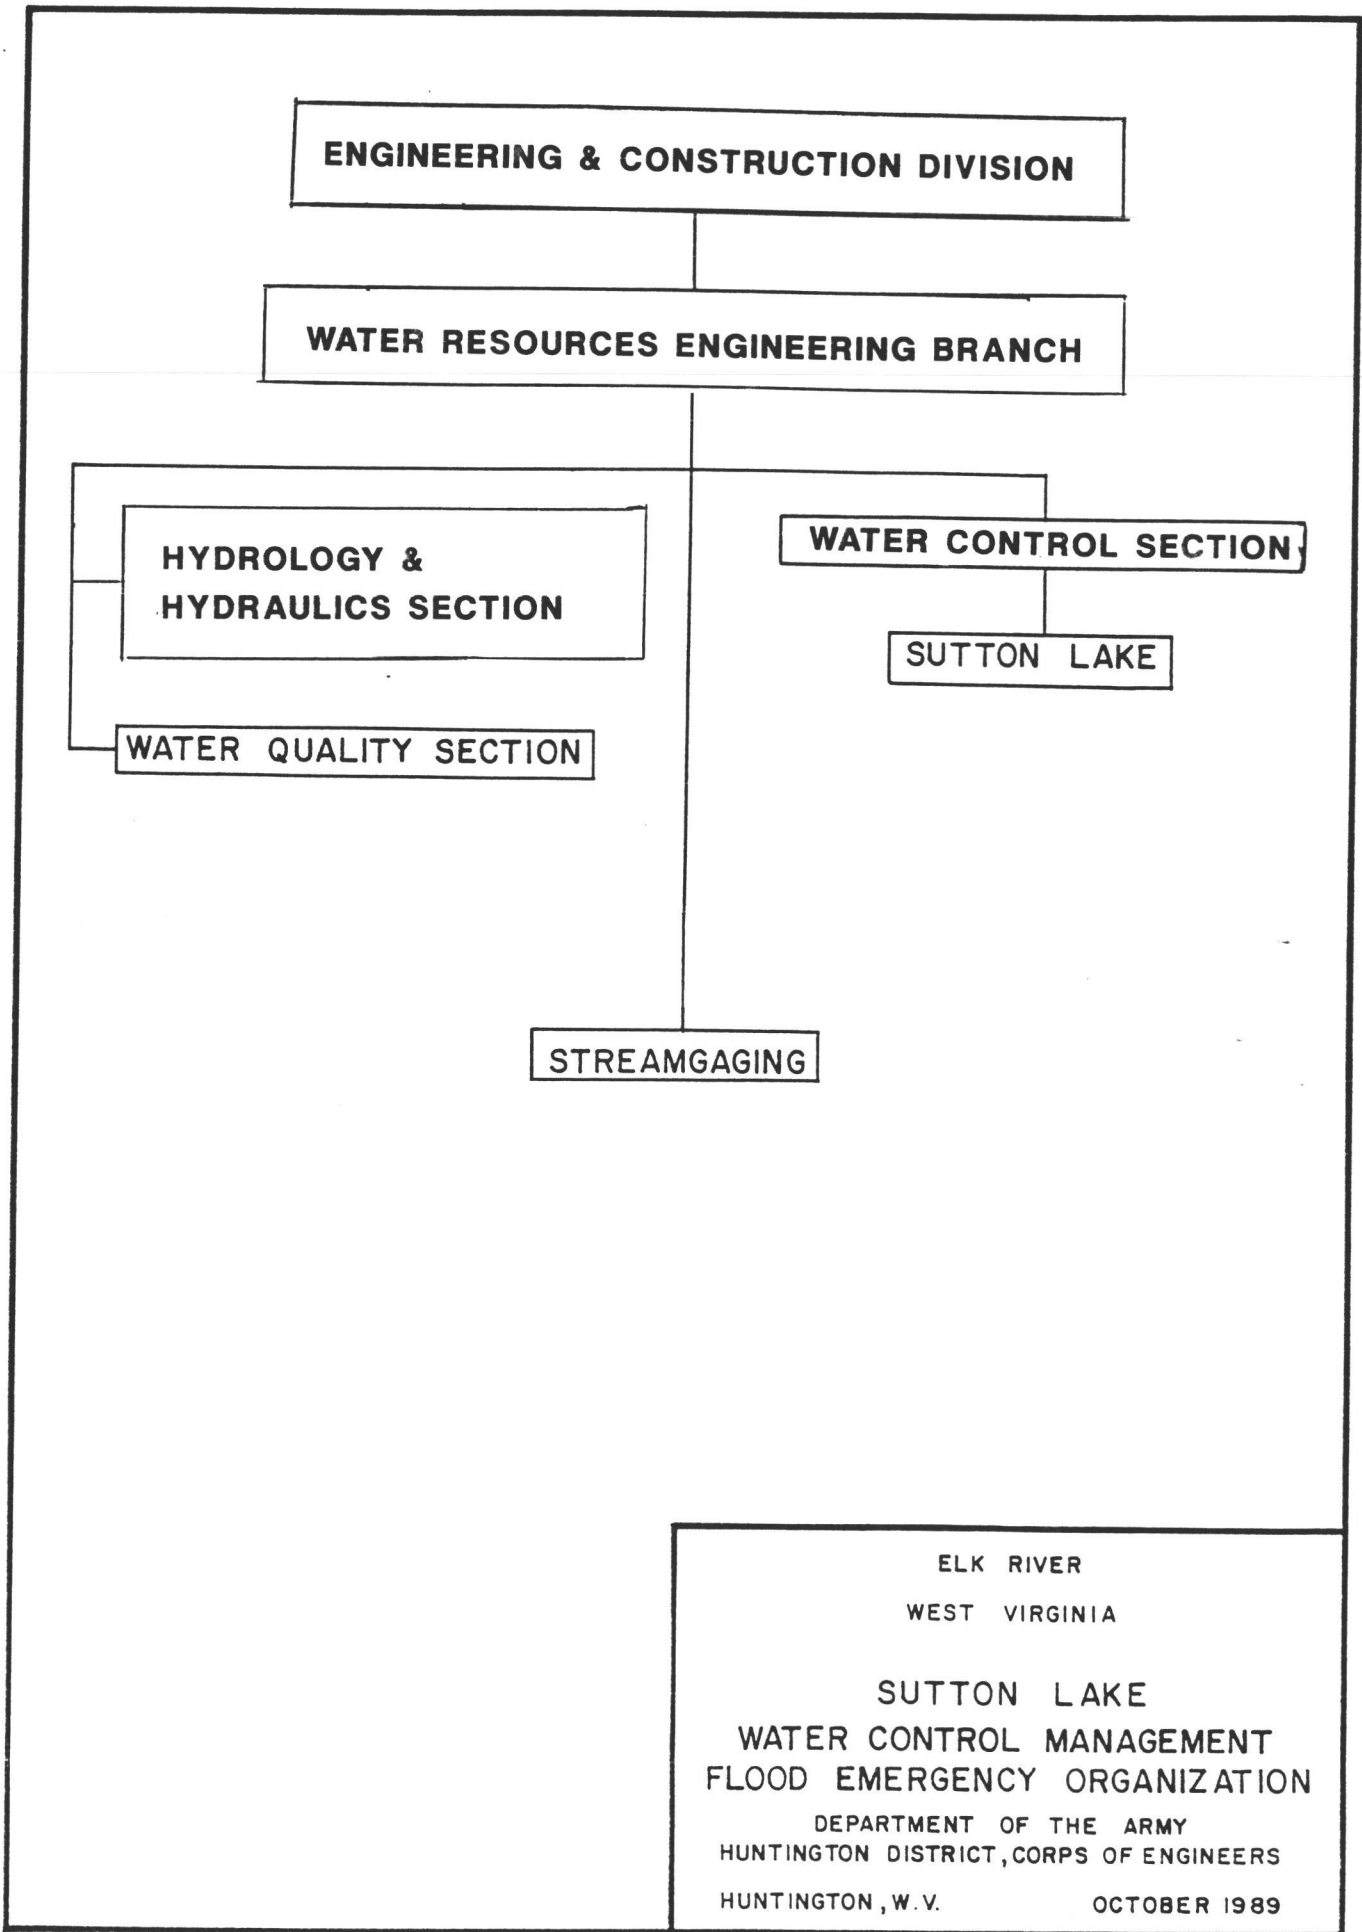 ENGINEERING & CONSTRUCTION DIVISION
WATER RESOURCES ENGINEERING BRANCH
HYDROLOGY &
HYDRAULICS SECTION
WATER CONTROL SECTION
SUTTON LAKE
WATER QUALITY SECTION
STREAMGAGING
ELK RIVER
WEST VIRGINIA
SUTTON LAKE
WATER CONTROL MANAGEMENT
FLOOD EMERGENCY ORGANIZATION
DEPARTMENT OF THE ARMY
HUNTINGTON DISTRICT, CORPS OF ENGINEERS
HUNTINGTON, W.V. OCTOBER 1989